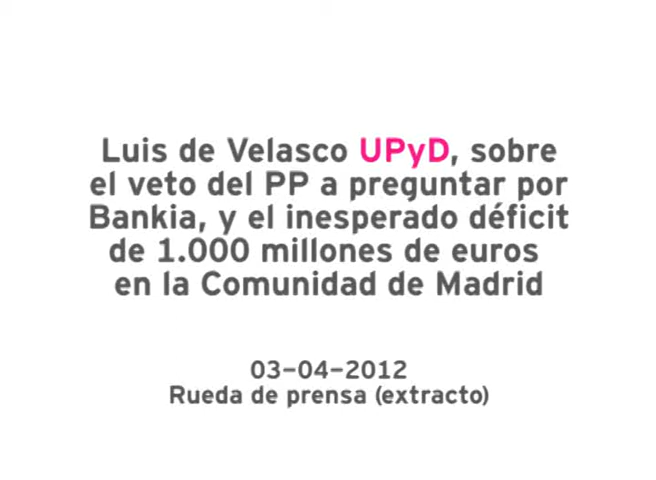 Luis de Velasco UPyD, sobre
el veto del PP a preguntar por
Bankia, y el inesperado déficit
de 1.000 millones de euros
en la Comunidad de Madrid
03-04-2012
Rueda de prensa (extracto)